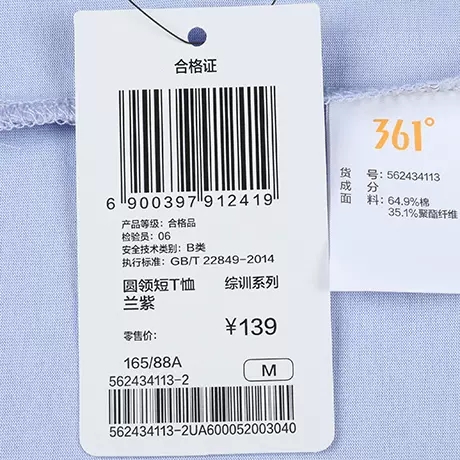 合格证
6 900397 912419
产品等级：合格品
检验员：06
安全技术类别：B类
执行标准：GB/T 22849-2014
圆领短T恤 综训系列
兰紫
零售价： ¥139
165/88A
562434113-2 M
562434113-2UA600052003040
361°
货 号：562434113
成 分
面 料：64.9%棉
35.1%聚酯纤维